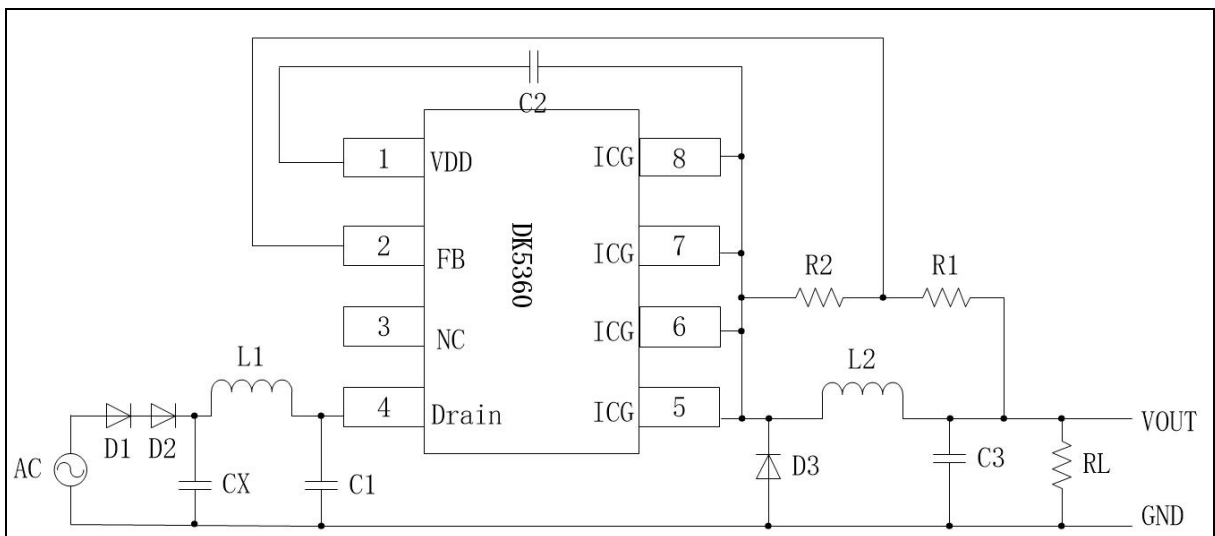 C2
1 VDD ICG 8
2 FB ICG 7
DK5360
R2 R1
3 NC ICG 6
L1 L2
4 Drain ICG 5
VOUT
D1 D2 AC CX C1 D3 C3 RL
GND